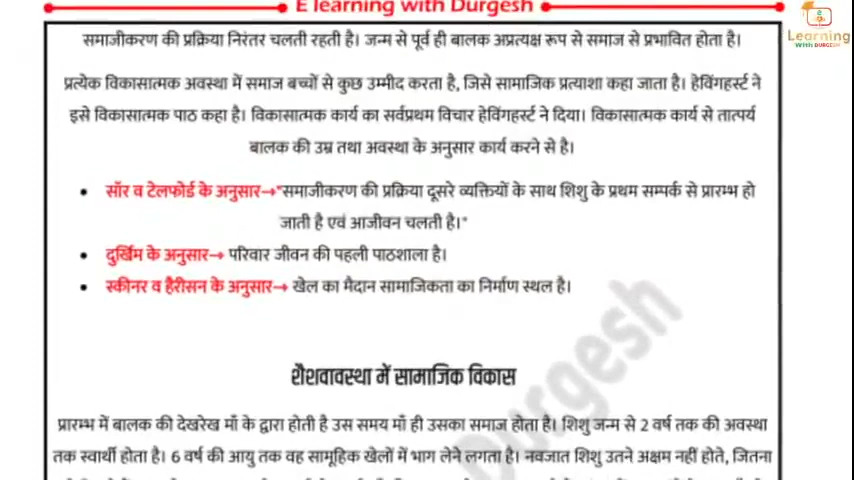 E learning with Durgesh
Learning
WITH DURGESH
समाजीकरण की प्रक्रिया निरंतर चलती रहती है। जन्म से पूर्व ही बालक अप्रत्यक्ष रूप से समाज से प्रभावित होता है।
प्रत्येक विकासात्मक अवस्था में समाज बच्चों से कुछ उम्मीद करता है, जिसे सामाजिक प्रत्याशा कहा जाता है। हेविंगहर्स्ट ने
इसे विकासात्मक पाठ कहा है। विकासात्मक कार्य का सर्वप्रथम विचार हेविंगहर्स्ट ने दिया। विकासात्मक कार्य से तात्पर्य
बालक की उम्र तथा अवस्था के अनुसार कार्य करने से है।
• सॉर व टेलफोर्ड के अनुसार→"समाजीकरण की प्रक्रिया दूसरे व्यक्तियों के साथ शिशु के प्रथम सम्पर्क से प्रारम्भ हो
जाती है एवं आजीवन चलती है।"
• दुर्खिम के अनुसार→ परिवार जीवन की पहली पाठशाला है।
• स्कीनर व हैरीसन के अनुसार→ खेल का मैदान सामाजिकता का निर्माण स्थल है।
Durgesh
शैशवावस्था में सामाजिक विकास
प्रारम्भ में बालक की देखरेख माँ के द्वारा होती है उस समय माँ ही उसका समाज होता है। शिशु जन्म से 2 वर्ष तक की अवस्था
तक स्वार्थी होता है। 6 वर्ष की आयु तक वह सामूहिक खेलों में भाग लेने लगता है। नवजात शिशु उतने अक्षम नहीं होते, जितना